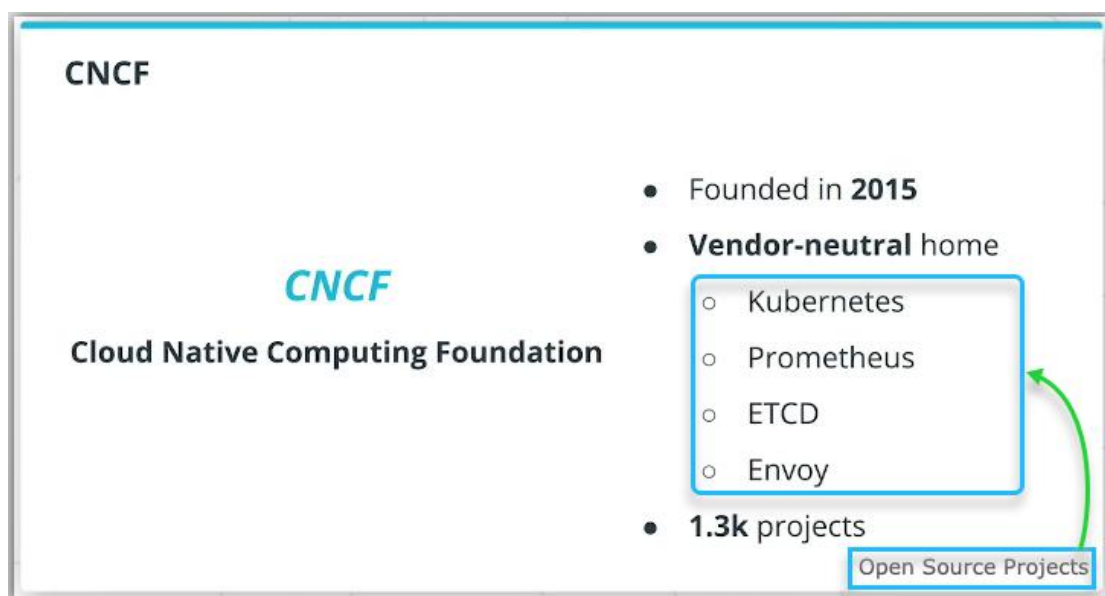 CNCF
CNCF
Cloud Native Computing Foundation
● Founded in 2015
● Vendor-neutral home
○ Kubernetes
○ Prometheus
○ ETCD
○ Envoy
● 1.3k projects
Open Source Projects